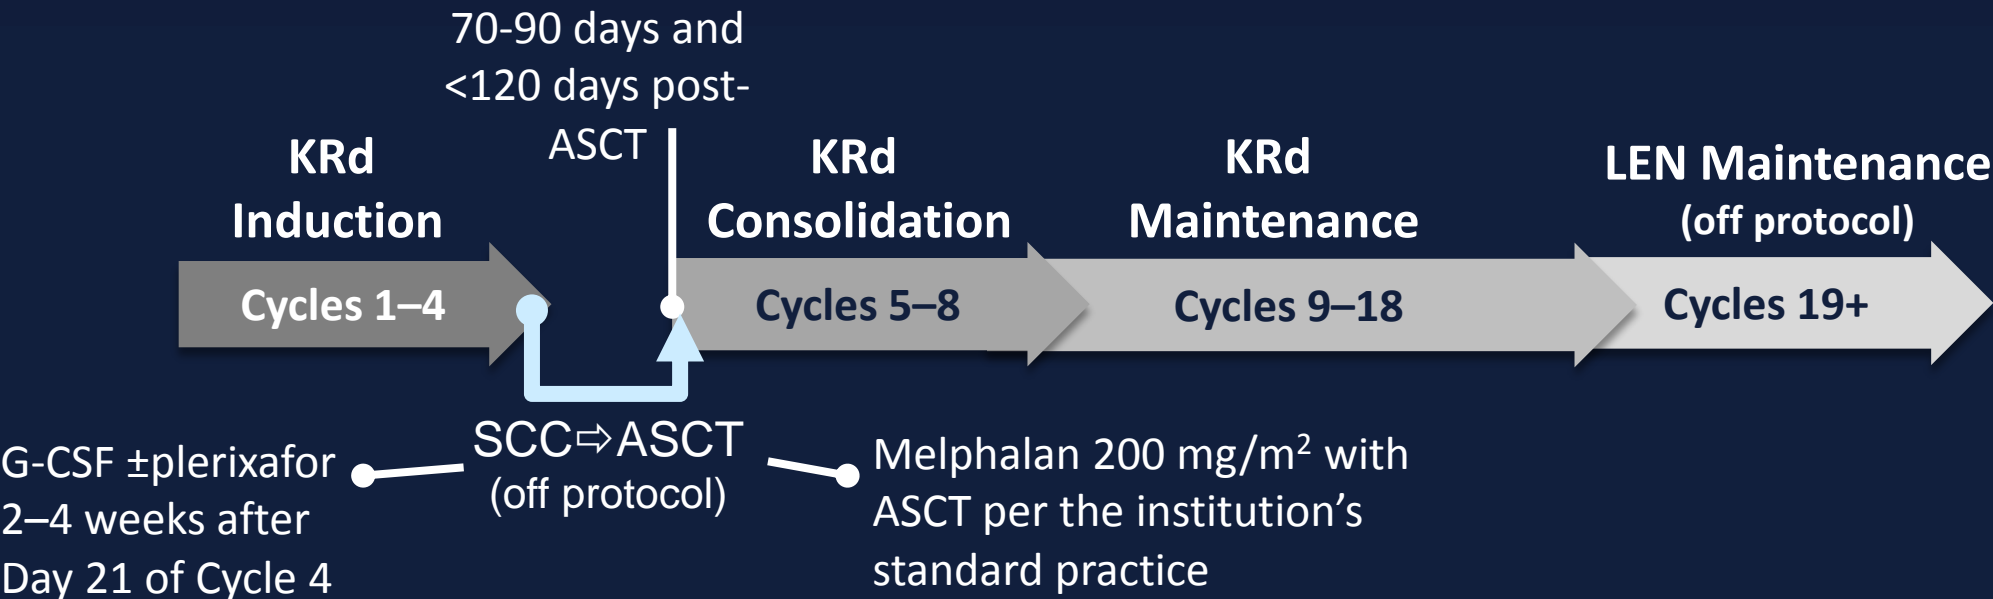 70-90 days and
<120 days post-
ASCT
KRd
Induction
KRd
Consolidation
KRd
Maintenance
LEN Maintenance
(off protocol)
Cycles 1–4
Cycles 5–8
Cycles 9–18
Cycles 19+
SCC⇨ASCT
(off protocol)
G-CSF ±plerixafor
2–4 weeks after
Day 21 of Cycle 4
Melphalan 200 mg/m² with
ASCT per the institution’s
standard practice